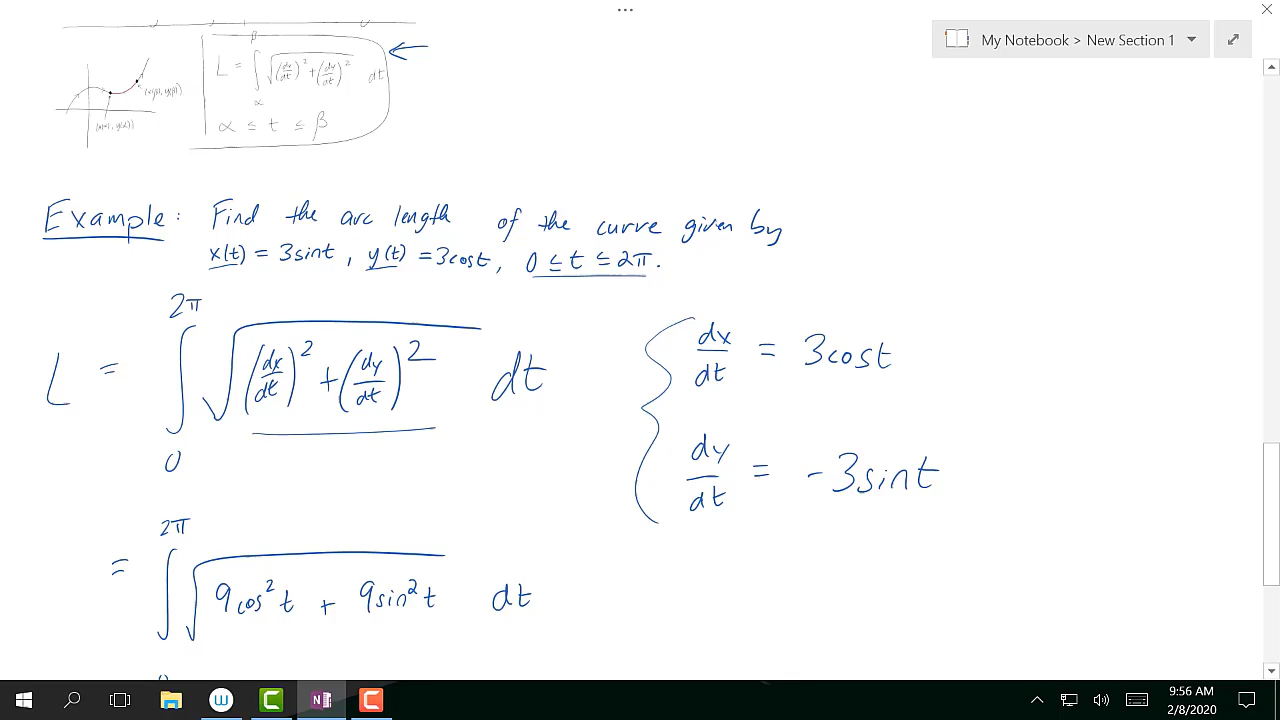 My Notebook > New Section 1
β
L = ∫ √((dx/dt)² + (dy/dt)²) dt
α
α ≤ t ≤ β
Example: Find the arc length of the curve given by
x(t) = 3sint, y(t) = 3cost, 0 ≤ t ≤ 2π.
2π
L = ∫ √((dx/dt)² + (dy/dt)²) dt
0
dx/dt = 3cost
dy/dt = -3sint
2π
= ∫ √(9cos²t + 9sin²t) dt
W
N
9:56 AM
2/8/2020